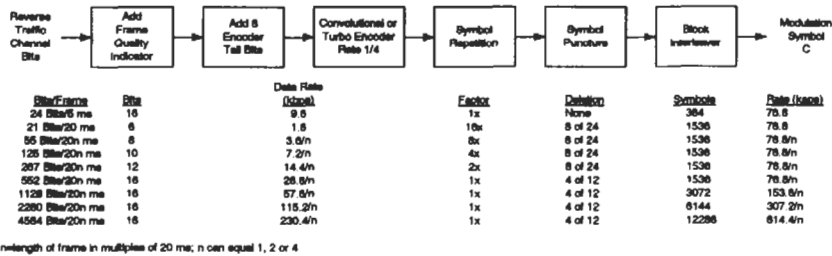 Reverse Traffic Channel Bits
Add Frame Quality Indicator
Add 8 Encoder Tail Bits
Convolutional or Turbo Encoder Rate 1/4
Symbol Repetition
Symbol Puncture
Block Interleaver
Modulation Symbol C
Bits/Frame Bits Data Rate (kbps) Factor Deletion Symbols Rate (ksps)
24 Bits/5 ms 16 9.6 1x None 384 76.8
21 Bits/20 ms 6 1.8 16x 8 of 24 1536 76.8
55 Bits/20n ms 8 3.6/n 8x 8 of 24 1536 76.8/n
125 Bits/20n ms 10 7.2/n 4x 8 of 24 1536 76.8/n
267 Bits/20n ms 12 14.4/n 2x 8 of 24 1536 76.8/n
552 Bits/20n ms 16 28.8/n 1x 4 of 12 1536 76.8/n
1128 Bits/20n ms 16 57.6/n 1x 4 of 12 3072 153.6/n
2280 Bits/20n ms 16 115.2/n 1x 4 of 12 6144 307.2/n
4584 Bits/20n ms 16 230.4/n 1x 4 of 12 12288 614.4/n
n=length of frame in multiples of 20 ms; n can equal 1, 2 or 4